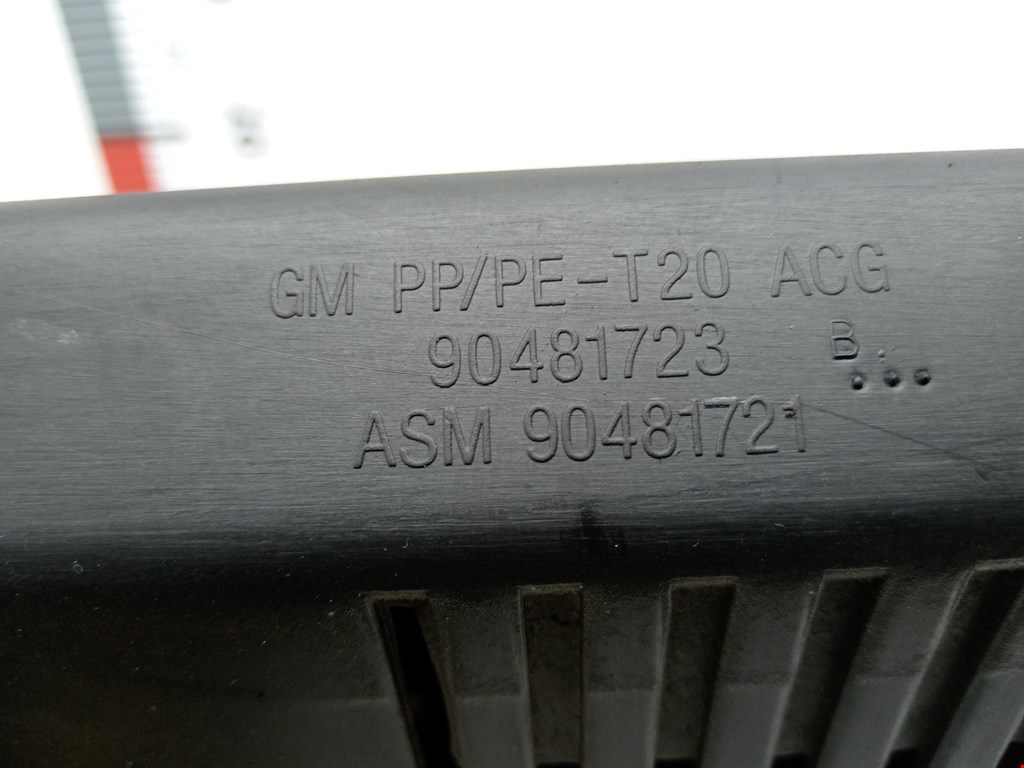 GM PP/PE-T20 ACG
90481723 B
ASM 90481721